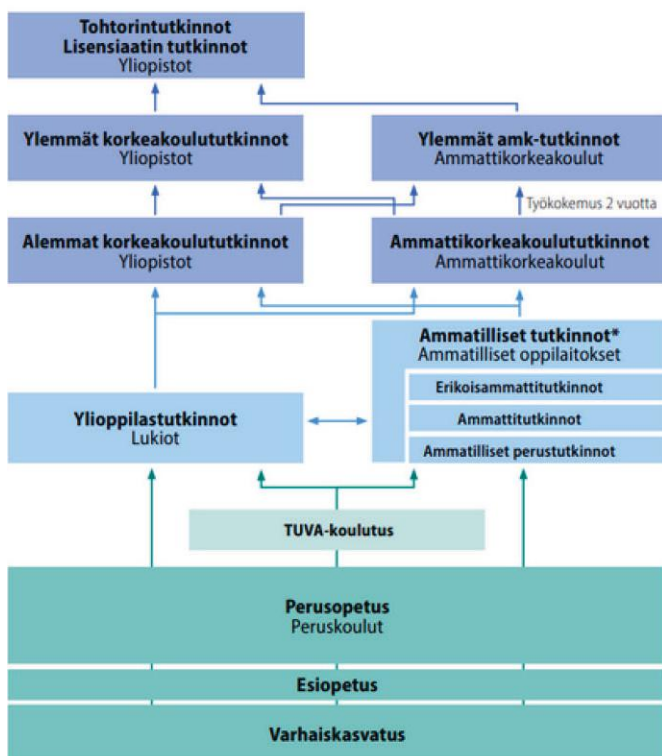 Tohtorintutkinnot
Lisensiaatin tutkinnot
Yliopistot
Ylemmät korkeakoulututkinnot
Yliopistot
Ylemmät amk-tutkinnot
Ammattikorkeakoulut
Työkokemus 2 vuotta
Alemmat korkeakoulututkinnot
Yliopistot
Ammattikorkeakoulututkinnot
Ammattikorkeakoulut
Ammatilliset tutkinnot*
Ammatilliset oppilaitokset
Erikoisammattitutkinnot
Ammattitutkinnot
Ammatilliset perustutkinnot
Ylioppilastutkinnot
Lukiot
TUVA-koulutus
Perusopetus
Peruskoulut
Esiopetus
Varhaiskasvatus